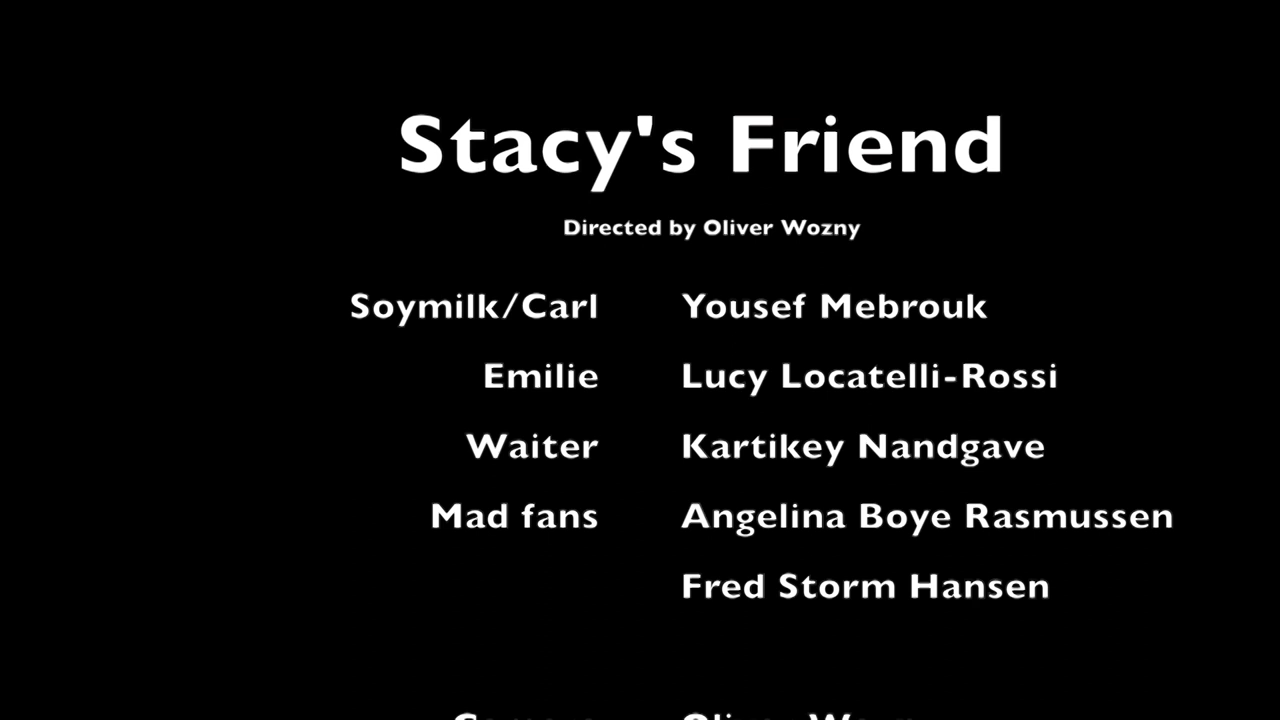 Stacy's Friend
Directed by Oliver Wozny
Soymilk/Carl Yousef Mebrouk
Emilie Lucy Locatelli-Rossi
Waiter Kartikey Nandgave
Mad fans Angelina Boye Rasmussen
Fred Storm Hansen